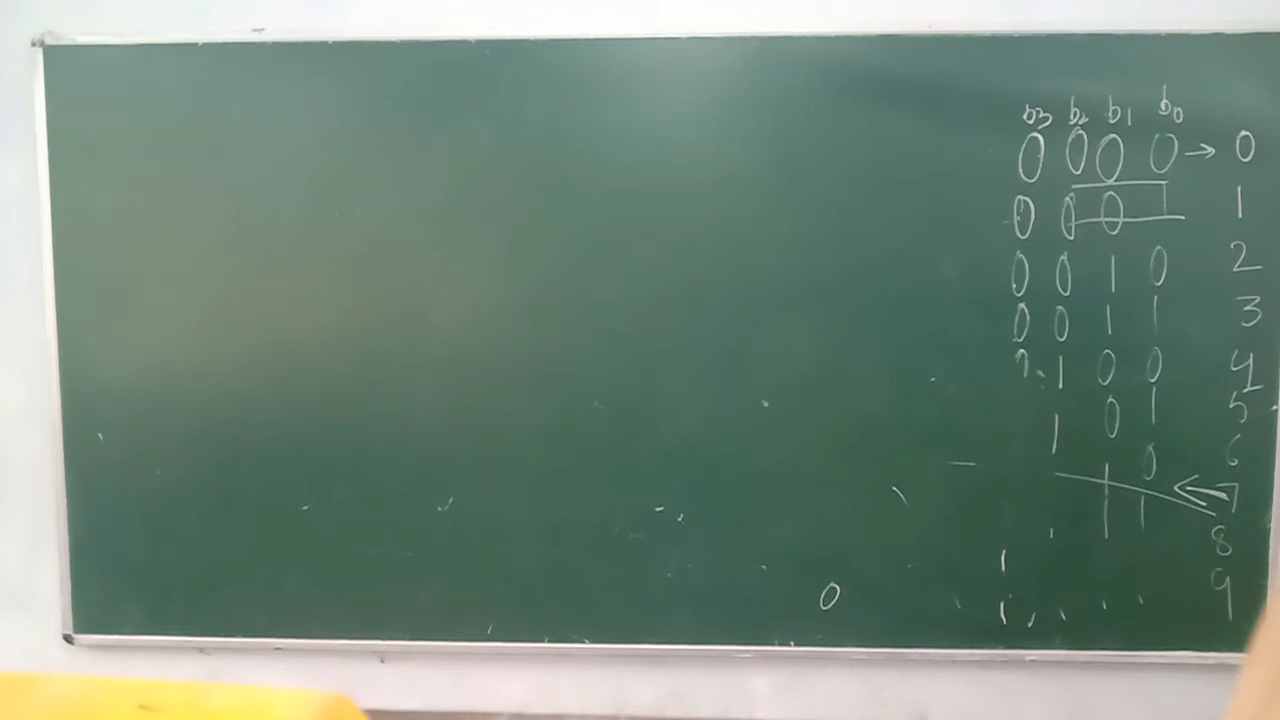 b3 b2 b1 b0
0 0 0 0 → 0
0 0 0 1
0 0 1 0 2
0 0 1 1 3
1 0 0 4
1 0 1 5
1 0 6
1 1 7
8
1 9
0